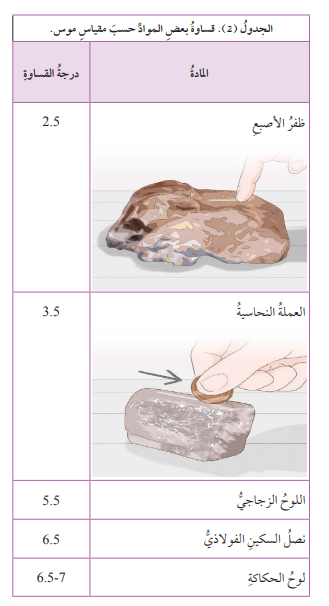 الجدولُ (2). قساوةُ بعضِ الموادِّ حسبَ مقياسِ موس.
المادةُ درجةُ القساوةِ
ظفرُ الأصبعِ 2.5
العملةُ النحاسيةُ 3.5
اللوحُ الزجاجيُّ 5.5
نصلُ السكينِ الفولاذيُّ 6.5
لوحُ الحكاكةِ 6.5-7